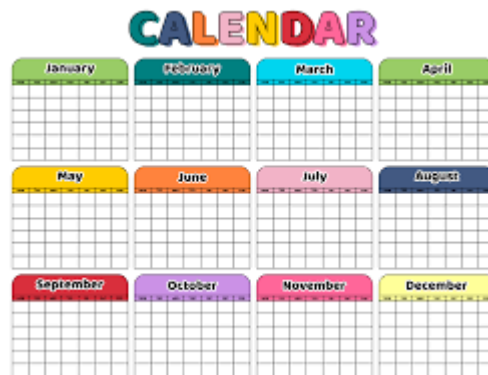 CALENDAR
January February March April
May June July August
September October November December